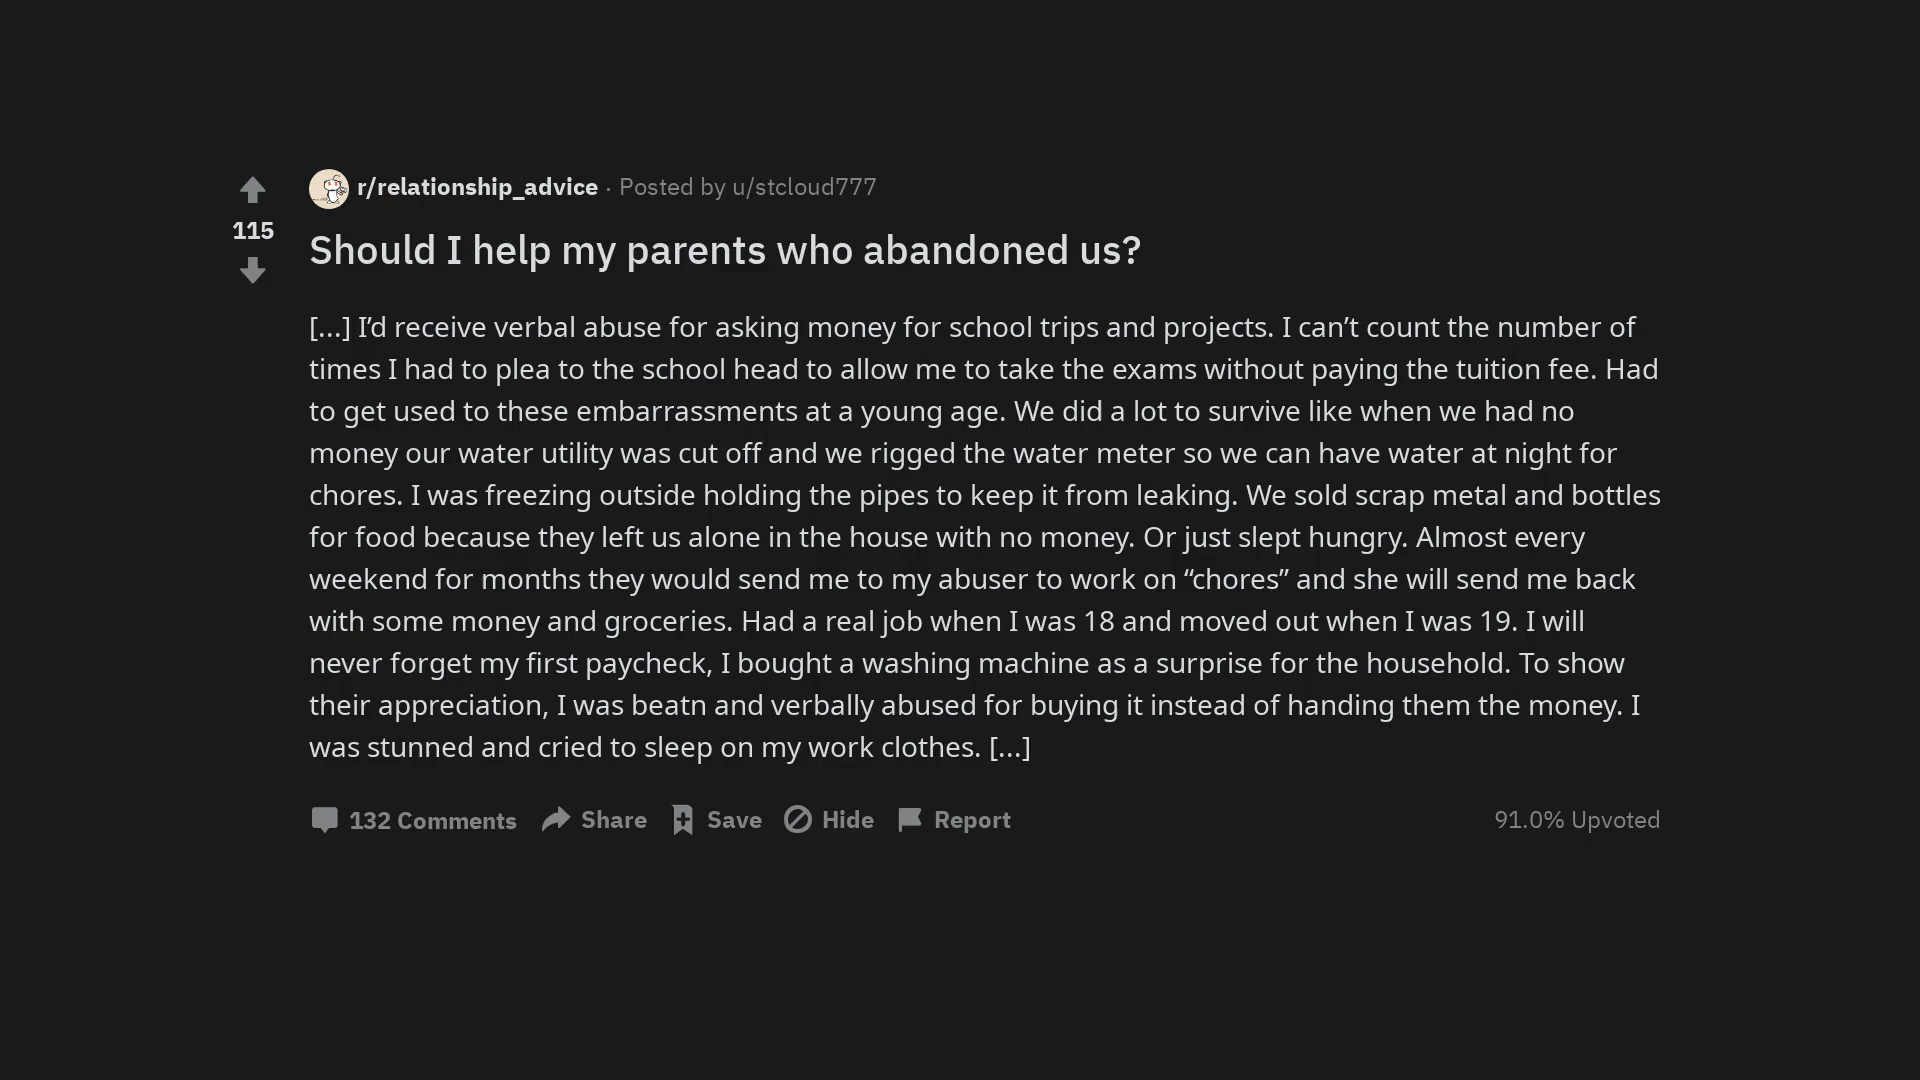 r/relationship_advice · Posted by u/stcloud777
115
Should I help my parents who abandoned us?
[...] I’d receive verbal abuse for asking money for school trips and projects. I can’t count the number of
times I had to plea to the school head to allow me to take the exams without paying the tuition fee. Had
to get used to these embarrassments at a young age. We did a lot to survive like when we had no
money our water utility was cut off and we rigged the water meter so we can have water at night for
chores. I was freezing outside holding the pipes to keep it from leaking. We sold scrap metal and bottles
for food because they left us alone in the house with no money. Or just slept hungry. Almost every
weekend for months they would send me to my abuser to work on “chores” and she will send me back
with some money and groceries. Had a real job when I was 18 and moved out when I was 19. I will
never forget my first paycheck, I bought a washing machine as a surprise for the household. To show
their appreciation, I was beatn and verbally abused for buying it instead of handing them the money. I
was stunned and cried to sleep on my work clothes. [...]
132 Comments Share Save Hide Report 91.0% Upvoted